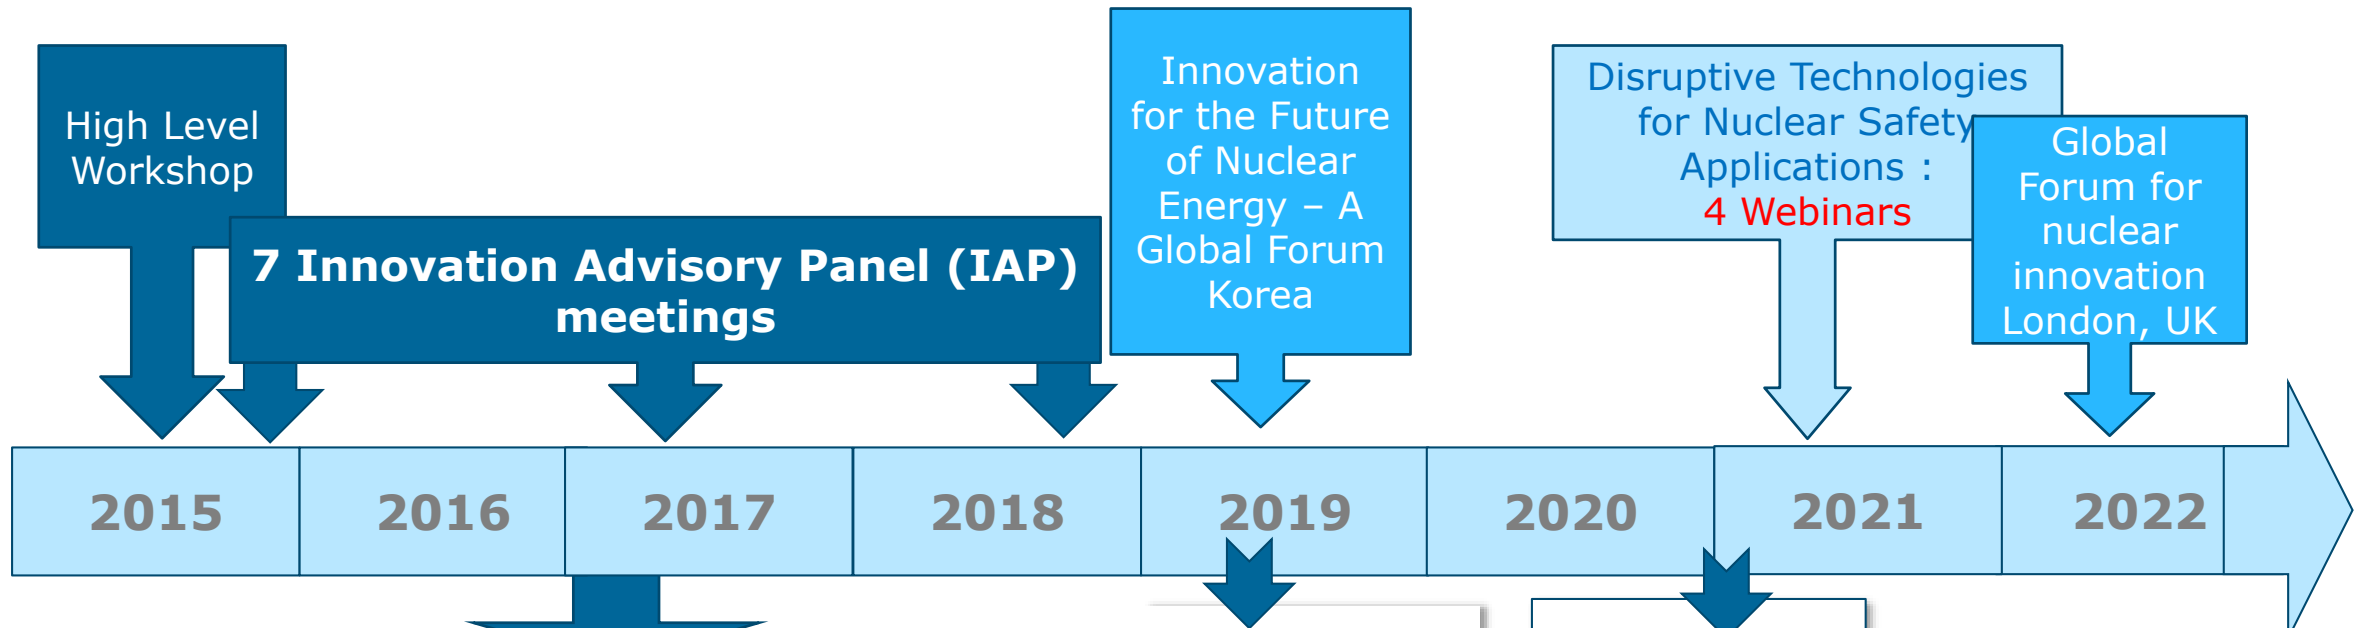 High Level
Workshop
7 Innovation Advisory Panel (IAP)
meetings
Innovation
for the Future
of Nuclear
Energy – A
Global Forum
Korea
Disruptive Technologies
for Nuclear Safety
Applications :
4 Webinars
Global
Forum for
nuclear
innovation
London, UK
2015
2016
2017
2018
2019
2020
2021
2022